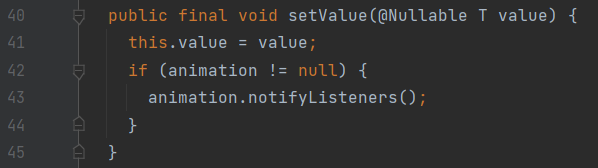 40 public final void setValue(@Nullable T value) {
41 this.value = value;
42 if (animation != null) {
43 animation.notifyListeners();
44 }
45 }